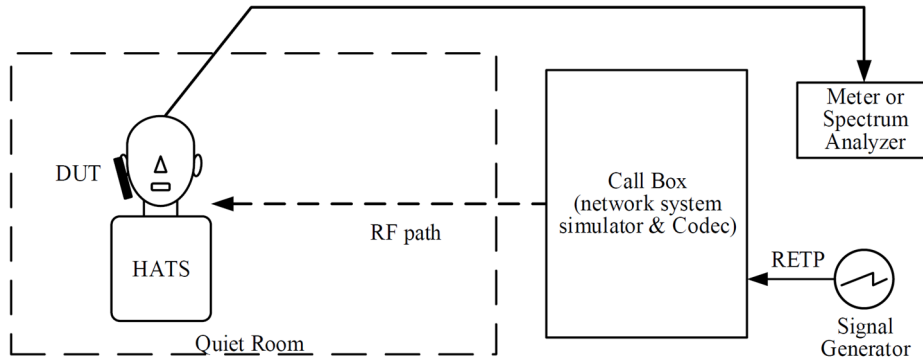 Meter or
Spectrum
Analyzer
DUT
Call Box
(network system
simulator & Codec)
RF path
HATS
RETP
Signal
Generator
Quiet Room